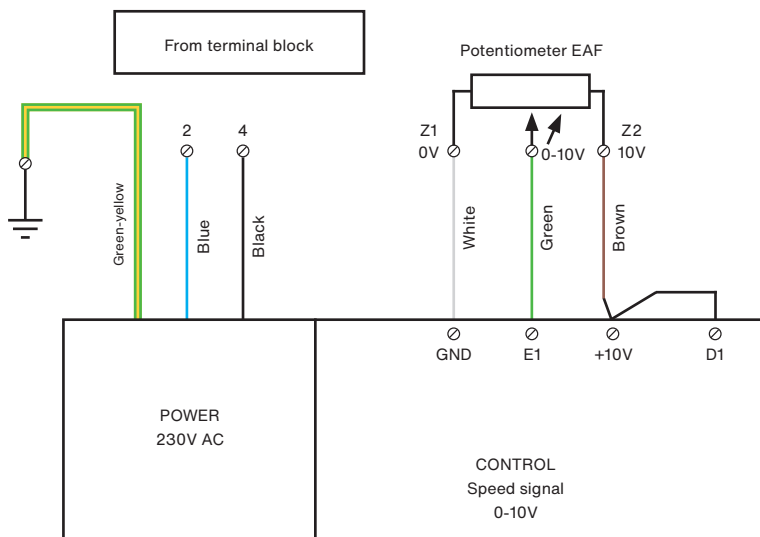 From terminal block
Potentiometer EAF
2
4
Z1
0V
0-10V
Z2
10V
Green-yellow
Blue
Black
White
Green
Brown
GND
E1
+10V
D1
POWER
230V AC
CONTROL
Speed signal
0-10V